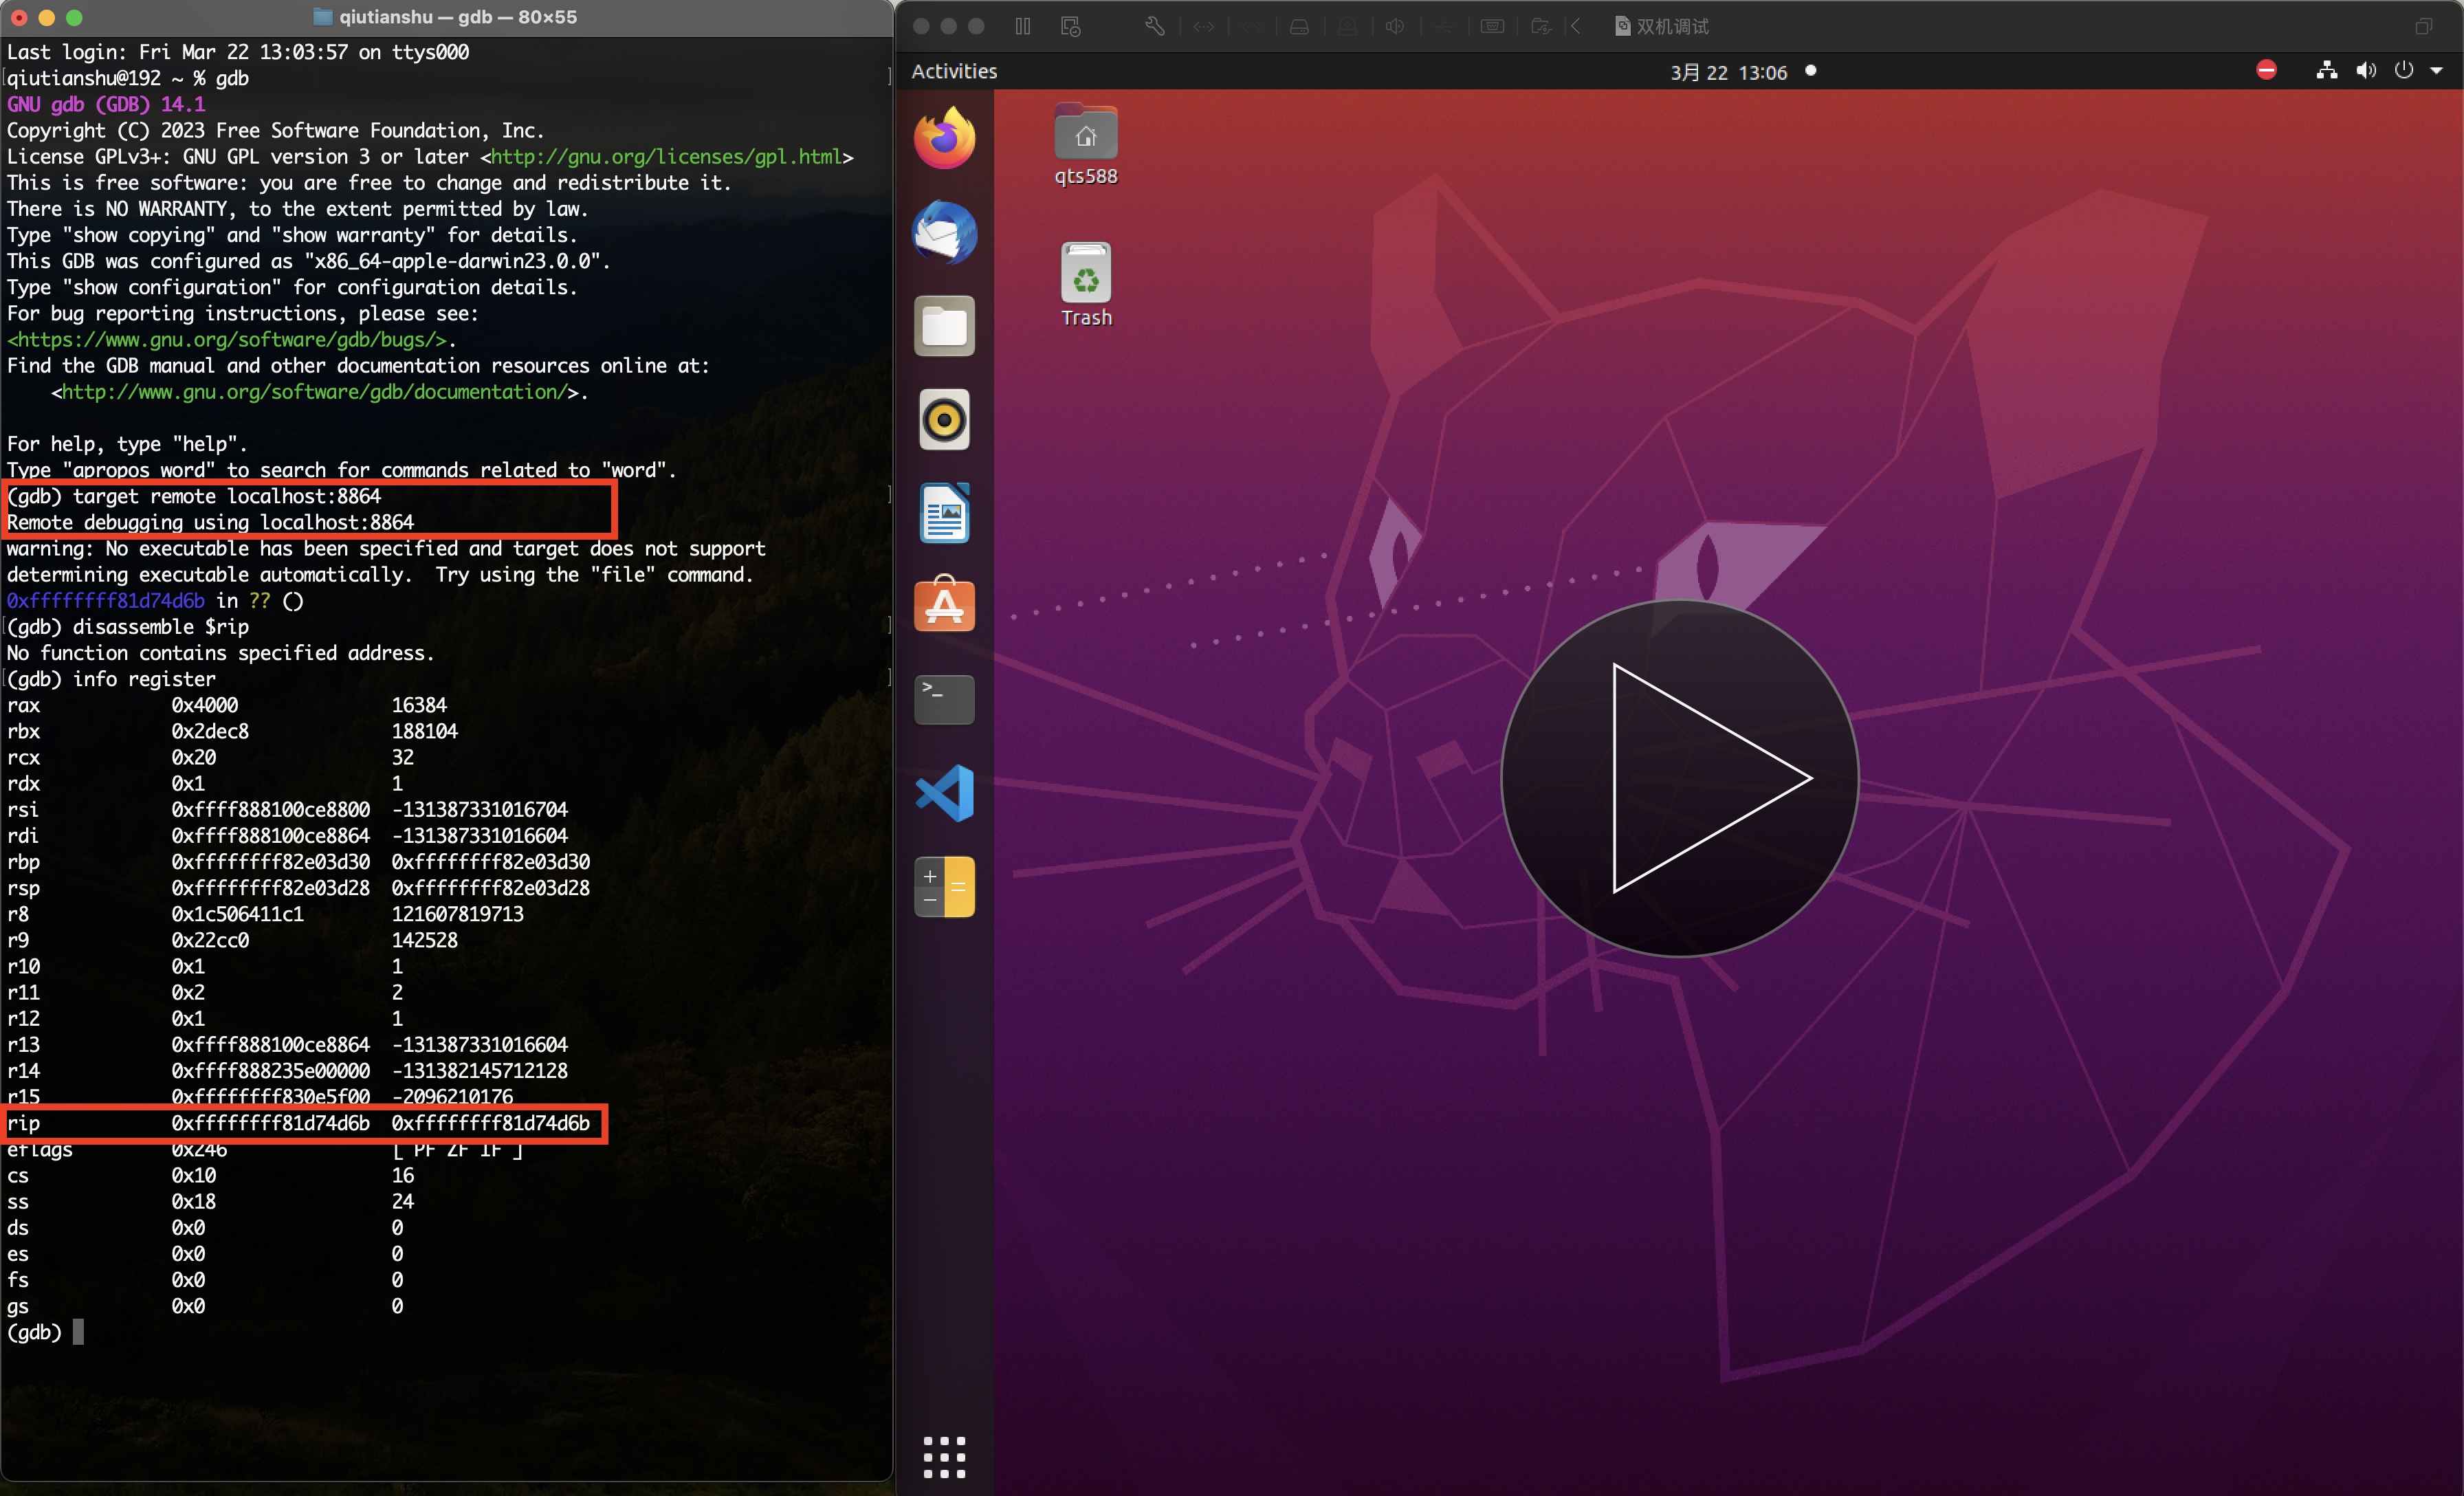 qiutianshu — gdb — 80×55
Last login: Fri Mar 22 13:03:57 on ttys000
[qiutianshu@192 ~ % gdb ]
GNU gdb (GDB) 14.1
Copyright (C) 2023 Free Software Foundation, Inc.
License GPLv3+: GNU GPL version 3 or later <http://gnu.org/licenses/gpl.html>
This is free software: you are free to change and redistribute it.
There is NO WARRANTY, to the extent permitted by law.
Type "show copying" and "show warranty" for details.
This GDB was configured as "x86_64-apple-darwin23.0.0".
Type "show configuration" for configuration details.
For bug reporting instructions, please see:
<https://www.gnu.org/software/gdb/bugs/>.
Find the GDB manual and other documentation resources online at:
    <http://www.gnu.org/software/gdb/documentation/>.
For help, type "help".
Type "apropos word" to search for commands related to "word".
(gdb) target remote localhost:8864 ]
Remote debugging using localhost:8864
warning: No executable has been specified and target does not support
determining executable automatically.  Try using the "file" command.
0xffffffff81d74d6b in ?? ()
[(gdb) disassemble $rip ]
No function contains specified address.
[(gdb) info register ]
rax 0x4000 16384
rbx 0x2dec8 188104
rcx 0x20 32
rdx 0x1 1
rsi 0xffff888100ce8800 -131387331016704
rdi 0xffff888100ce8864 -131387331016604
rbp 0xffffffff82e03d30 0xffffffff82e03d30
rsp 0xffffffff82e03d28 0xffffffff82e03d28
r8 0x1c506411c1 121607819713
r9 0x22cc0 142528
r10 0x1 1
r11 0x2 2
r12 0x1 1
r13 0xffff888100ce8864 -131387331016604
r14 0xffff888235e00000 -131382145712128
r15 0xffffffff830e5f00 -2096210176
rip 0xffffffff81d74d6b 0xffffffff81d74d6b
eflags 0x246 [ PF ZF IF ]
cs 0x10 16
ss 0x18 24
ds 0x0 0
es 0x0 0
fs 0x0 0
gs 0x0 0
(gdb)
双机调试
Activities
3月 22 13:06
qts588
Trash